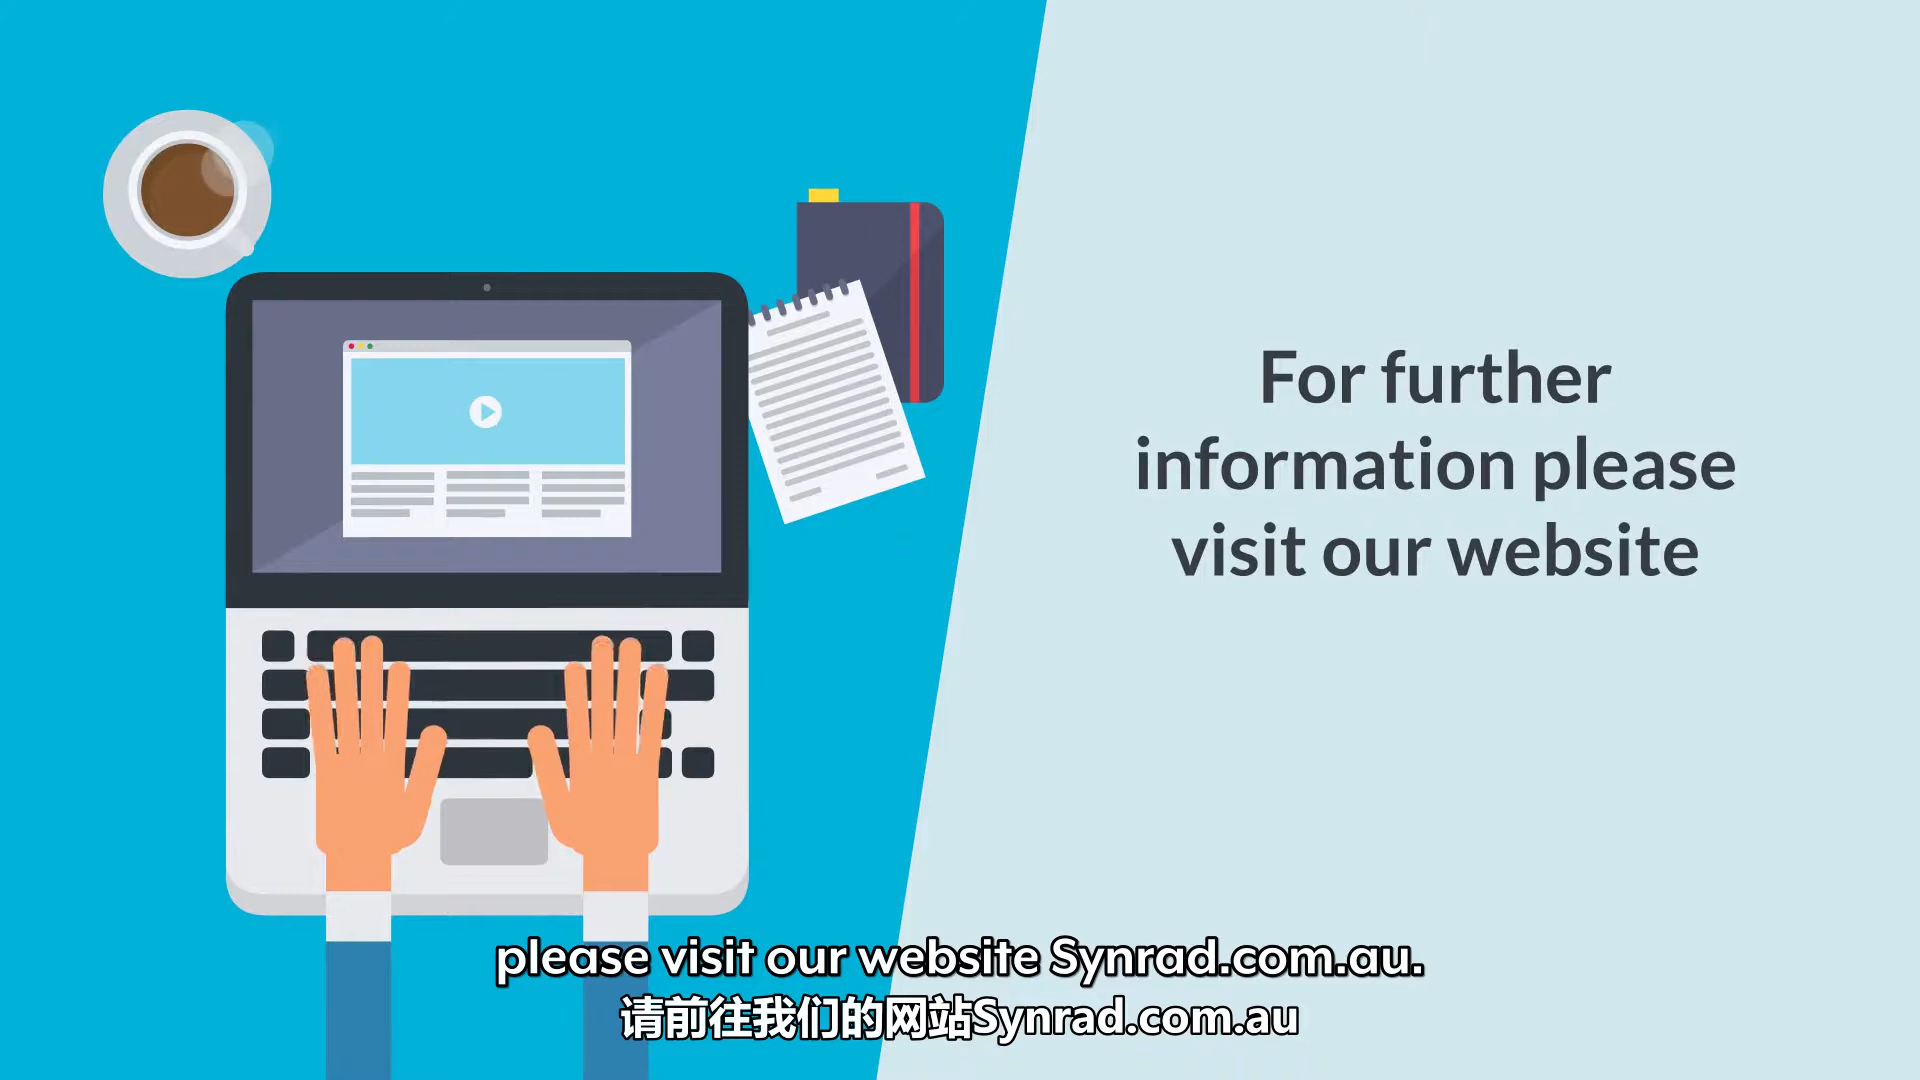 For further
information please
visit our website
please visit our website Synrad.com.au.
请前往我们的网站Synrad.com.au